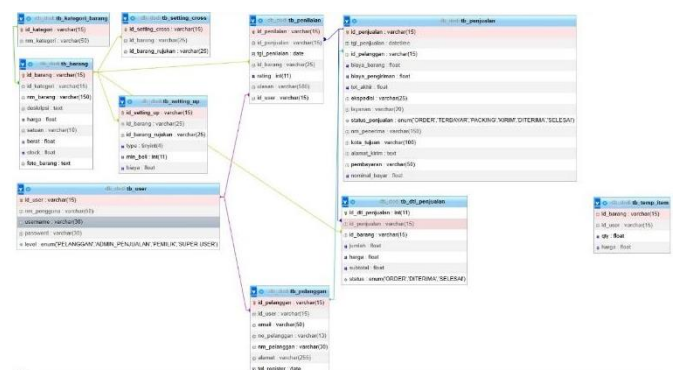 tb_kategori_barang
id_kategori : varchar(15)
nm_kategori : varchar(50)
tb_setting_cross
id_setting_cross : varchar(15)
id_barang : varchar(25)
id_barang_rujukan : varchar(25)
tb_penilaian
id_penilaian : varchar(15)
id_penjualan : varchar(15)
tgl_penilaian : date
id_barang : varchar(25)
rating : int(11)
ulasan : varchar(500)
id_user : varchar(15)
tb_penjualan
id_penjualan : varchar(15)
tgl_penjualan : datetime
id_pelanggan : varchar(15)
biaya_barang : float
biaya_pengiriman : float
tot_akhir : float
ekspedisi : varchar(25)
layanan : varchar(20)
status_penjualan : enum('ORDER','TERBAYAR','PACKING','KIRIM','DITERIMA','SELESAI')
nm_penerima : varchar(150)
kota_tujuan : varchar(100)
alamat_kirim : text
pembayaran : varchar(50)
nominal_bayar : float
tb_barang
id_barang : varchar(15)
id_kategori : varchar(15)
nm_barang : varchar(150)
deskripsi : text
harga : float
satuan : varchar(15)
berat : float
stock : float
foto_barang : text
tb_setting_up
id_setting_up : varchar(15)
id_barang : varchar(25)
id_barang_rujukan : varchar(25)
type : tinyint(4)
min_beli : int(11)
biaya : float
tb_user
id_user : varchar(15)
nm_pengguna : varchar(50)
username : varchar(30)
password : varchar(30)
level : enum('PELANGGAN','ADMIN_PENJUALAN','PEMILIK','SUPER USER')
tb_dtl_penjualan
id_dtl_penjualan : int(11)
id_penjualan : varchar(15)
id_barang : varchar(15)
jumlah : float
harga : float
subtotal : float
status : enum('ORDER','DITERIMA','SELESAI')
tb_temp_item
id_barang : varchar(15)
id_user : varchar(15)
qty : float
harga : float
tb_pelanggan
id_pelanggan : varchar(15)
id_user : varchar(15)
email : varchar(50)
no_pelanggan : varchar(13)
nm_pelanggan : varchar(30)
alamat : varchar(255)
tgl_register : date